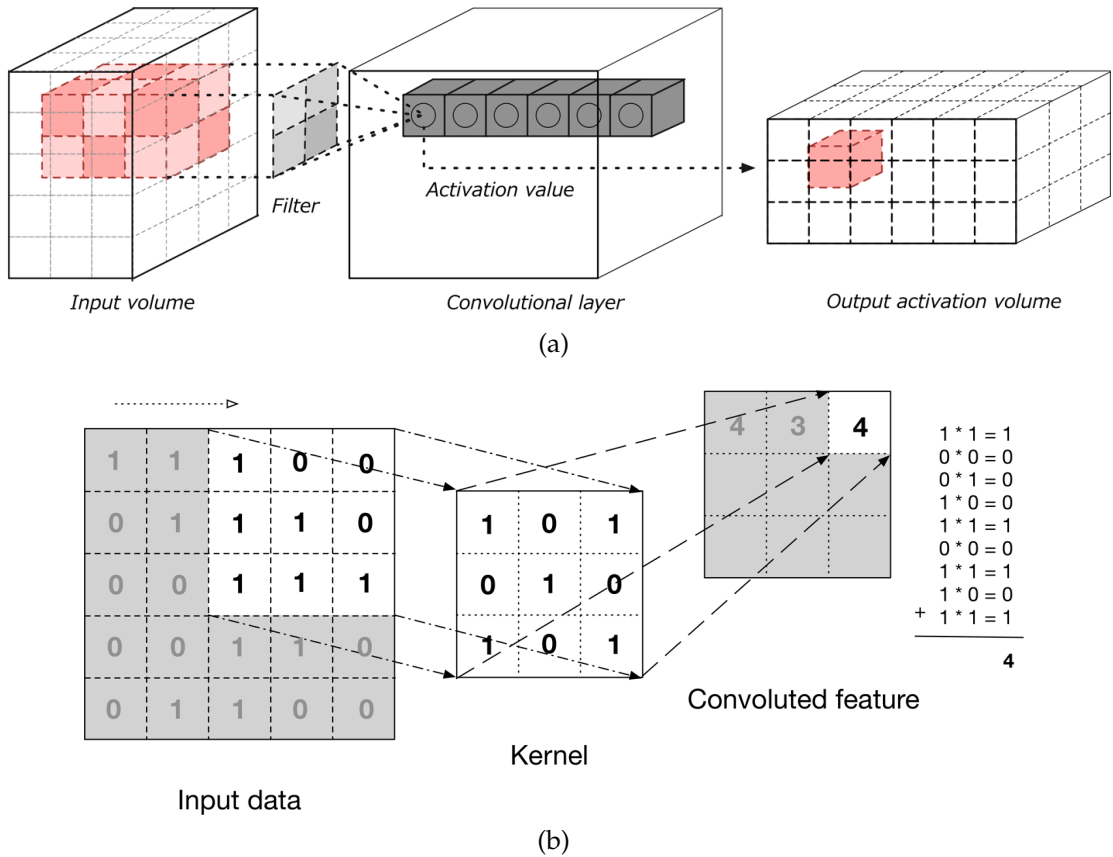 Filter
Activation value
Input volume
Convolutional layer
Output activation volume
(a)
1 1 1 0 0
0 1 1 1 0
0 0 1 1 1
0 0 1 1 0
0 1 1 0 0
Input data
1 0 1
0 1 0
1 0 1
Kernel
4 3 4
Convoluted feature
1 * 1 = 1
0 * 0 = 0
0 * 1 = 0
1 * 0 = 0
1 * 1 = 1
0 * 0 = 0
1 * 1 = 1
1 * 0 = 0
+ 1 * 1 = 1
4
(b)